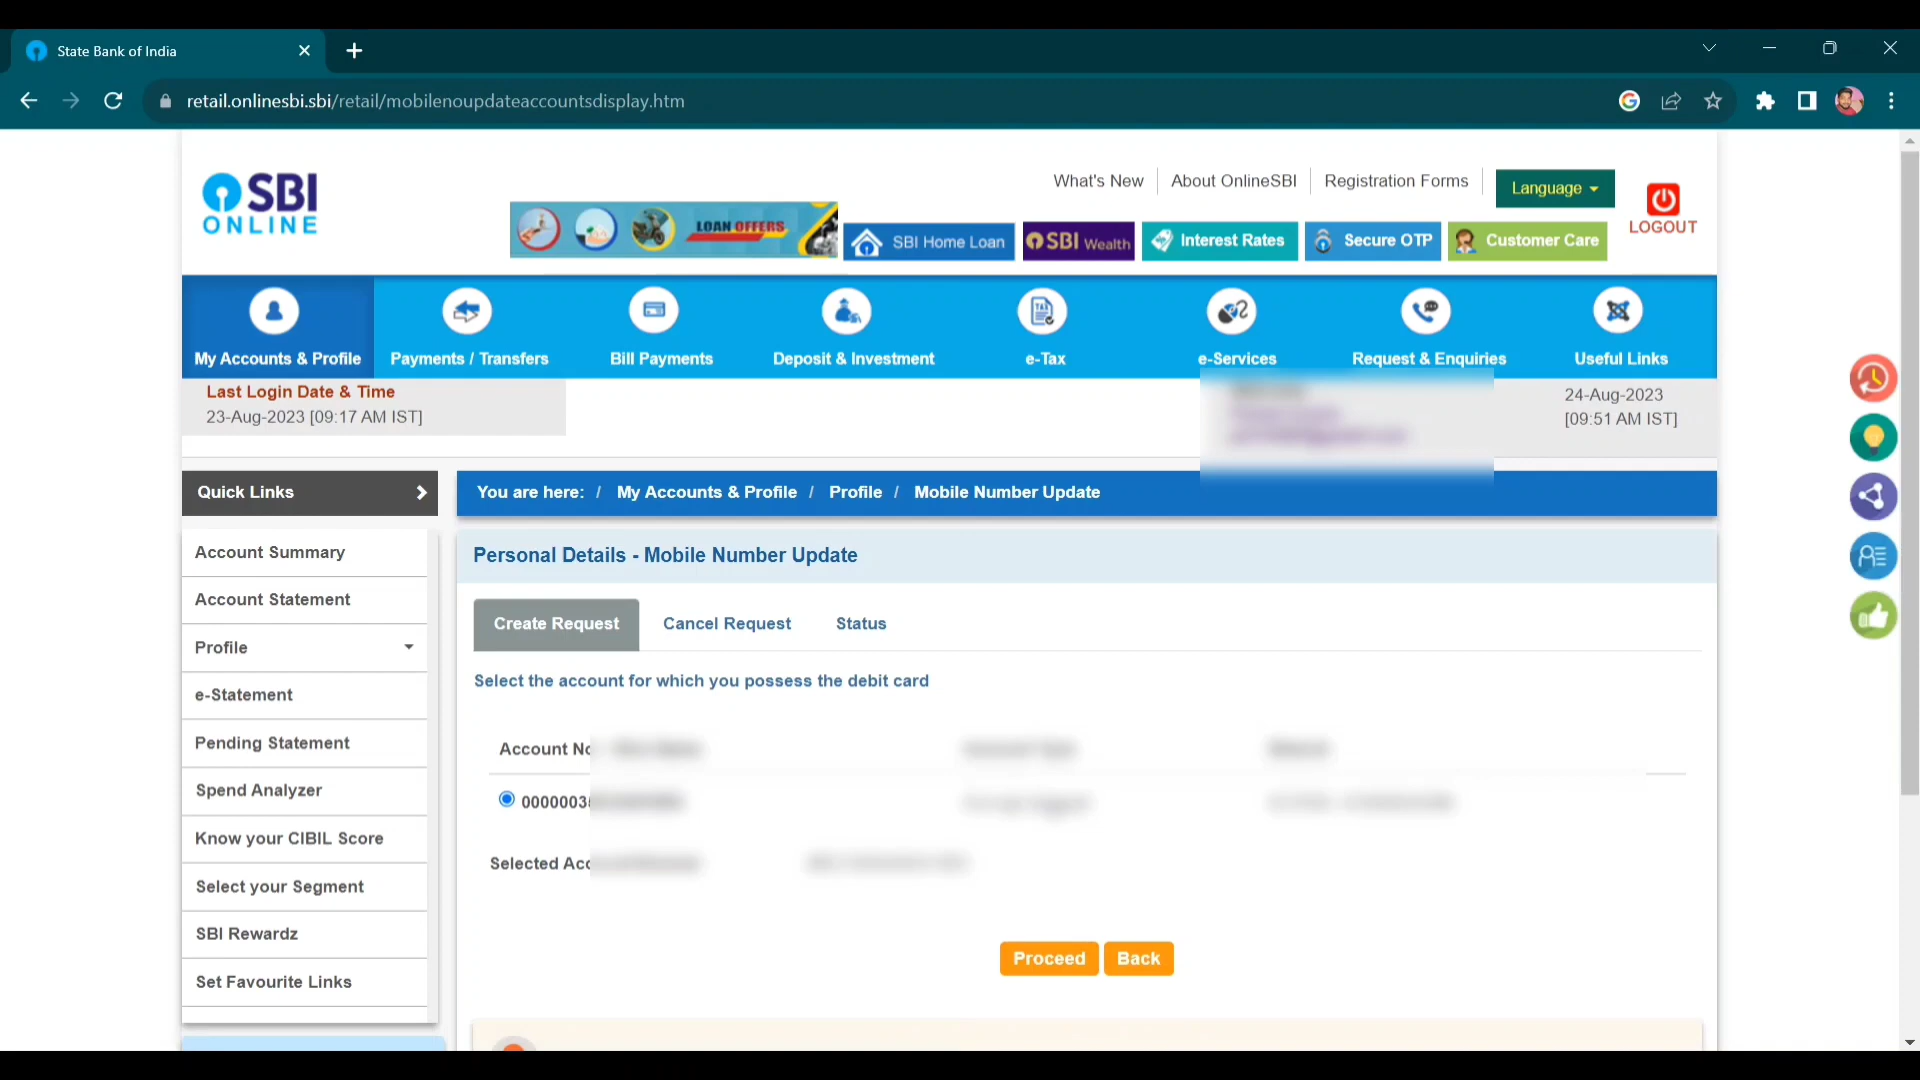 State Bank of India
retail.onlinesbi.sbi/retail/mobilenoupdateaccountsdisplay.htm
What's New
About OnlineSBI
Registration Forms
Language
LOGOUT
SBI
ONLINE
LOAN OFFERS
SBI Home Loan
SBI Wealth
Interest Rates
Secure OTP
Customer Care
My Accounts & Profile
Payments / Transfers
Bill Payments
Deposit & Investment
TAX
e-Tax
e-Services
Request & Enquiries
Useful Links
Last Login Date & Time
23-Aug-2023 [09:17 AM IST]
24-Aug-2023
[09:51 AM IST]
Quick Links
You are here: / My Accounts & Profile / Profile / Mobile Number Update
Account Summary
Account Statement
Profile
e-Statement
Pending Statement
Spend Analyzer
Know your CIBIL Score
Select your Segment
SBI Rewardz
Set Favourite Links
Personal Details - Mobile Number Update
Create Request
Cancel Request
Status
Select the account for which you possess the debit card
Account No
0000003
Selected Acc
Proceed
Back